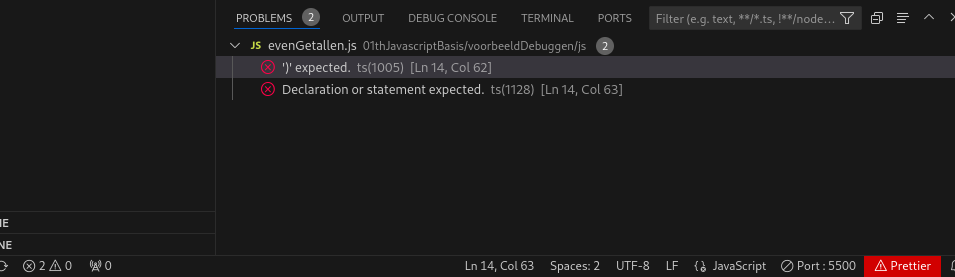 PROBLEMS 2 OUTPUT DEBUG CONSOLE TERMINAL PORTS Filter (e.g. text, **/*.ts, !**/node...
JS evenGetallen.js 01thJavascriptBasis/voorbeeldDebuggen/js 2
')' expected. ts(1005) [Ln 14, Col 62]
Declaration or statement expected. ts(1128) [Ln 14, Col 63]
NE
2 0 0 Ln 14, Col 63 Spaces: 2 UTF-8 LF JavaScript Port : 5500 Prettier